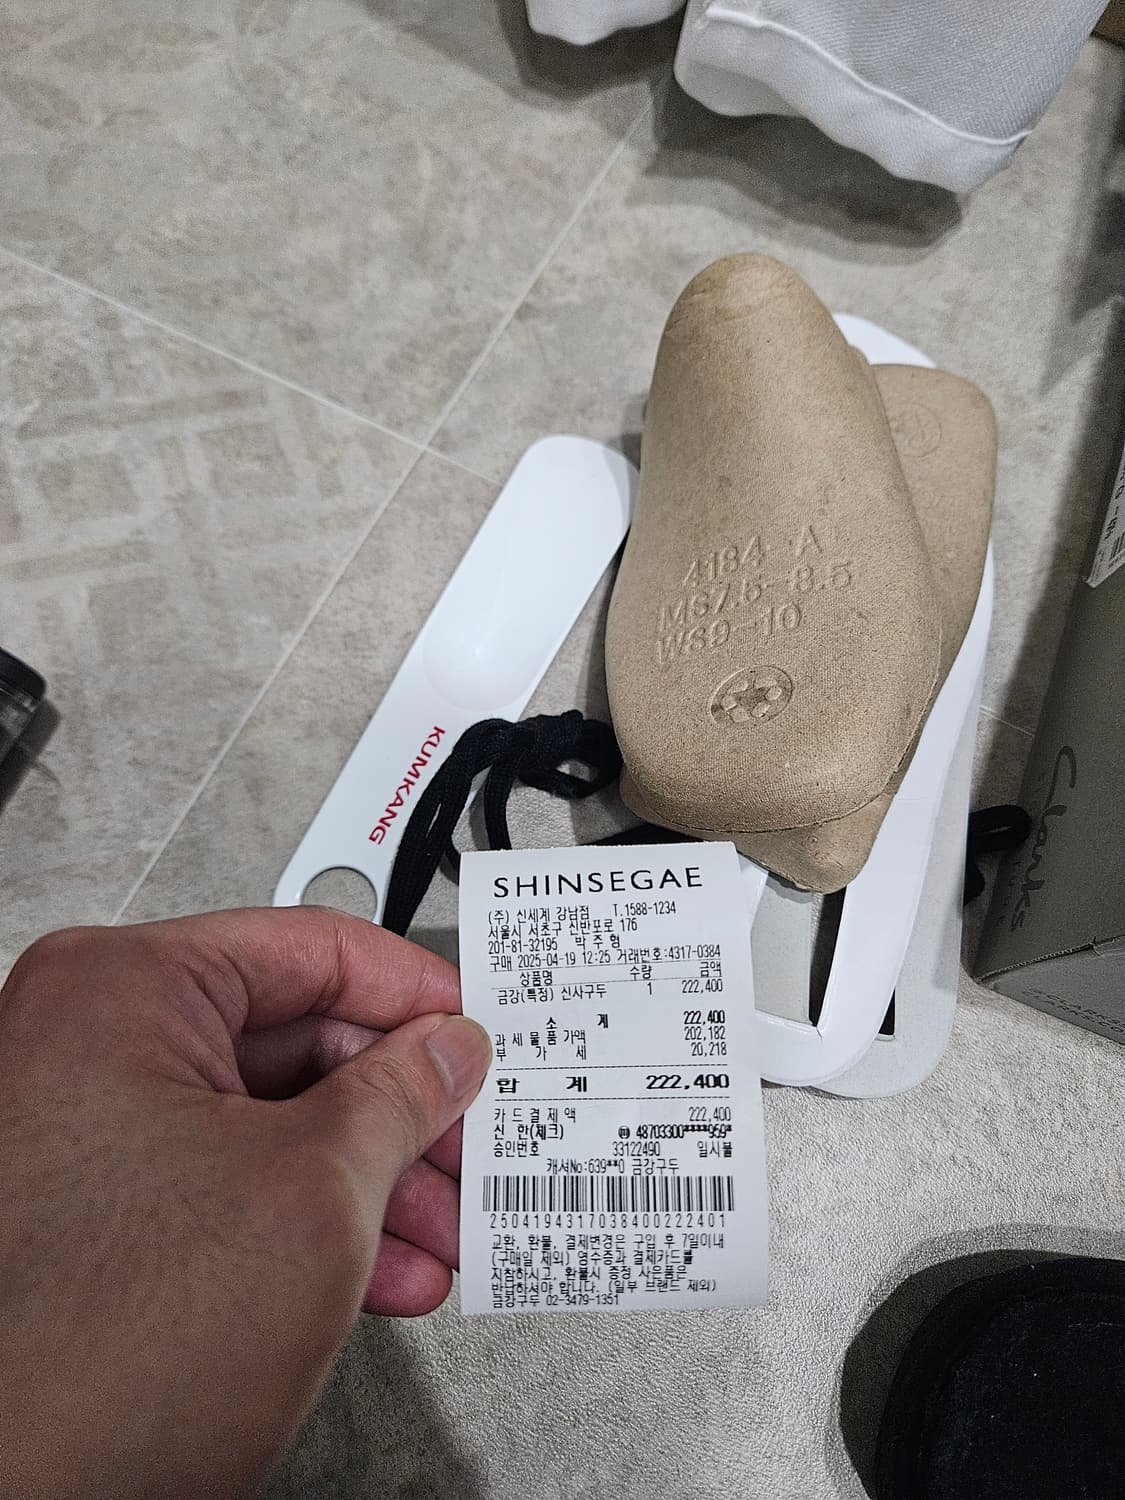 4184 A
MS7.5-8.5
WS9-10
KUMKANG
Clarks
SHINSEGAE
(주) 신세계 강남점 T.1588-1234
서울시 서초구 신반포로 176
201-81-32195 박주형
구매 2025-04-19 12:25 거래번호:4317-0384
상품명 수량 금액
금강(특정) 신사구두 1 222,400
소 계 222,400
과 세 물 품 가액 202,182
부 가 세 20,218
합 계 222,400
카 드 결 제 액 222,400
신 한(체크) 48703300****959*
승인번호 33122490 일시불
캐셔No:639**0 금강구두
2504194317038400222401
교환, 환불, 결제변경은 구입 후 7일이내
(구매일 제외) 영수증과 결제카드를
지참하시고, 환불시 증정 사은품은
반납하셔야 합니다. (일부 브랜드 제외)
금강구두 02-3479-1351